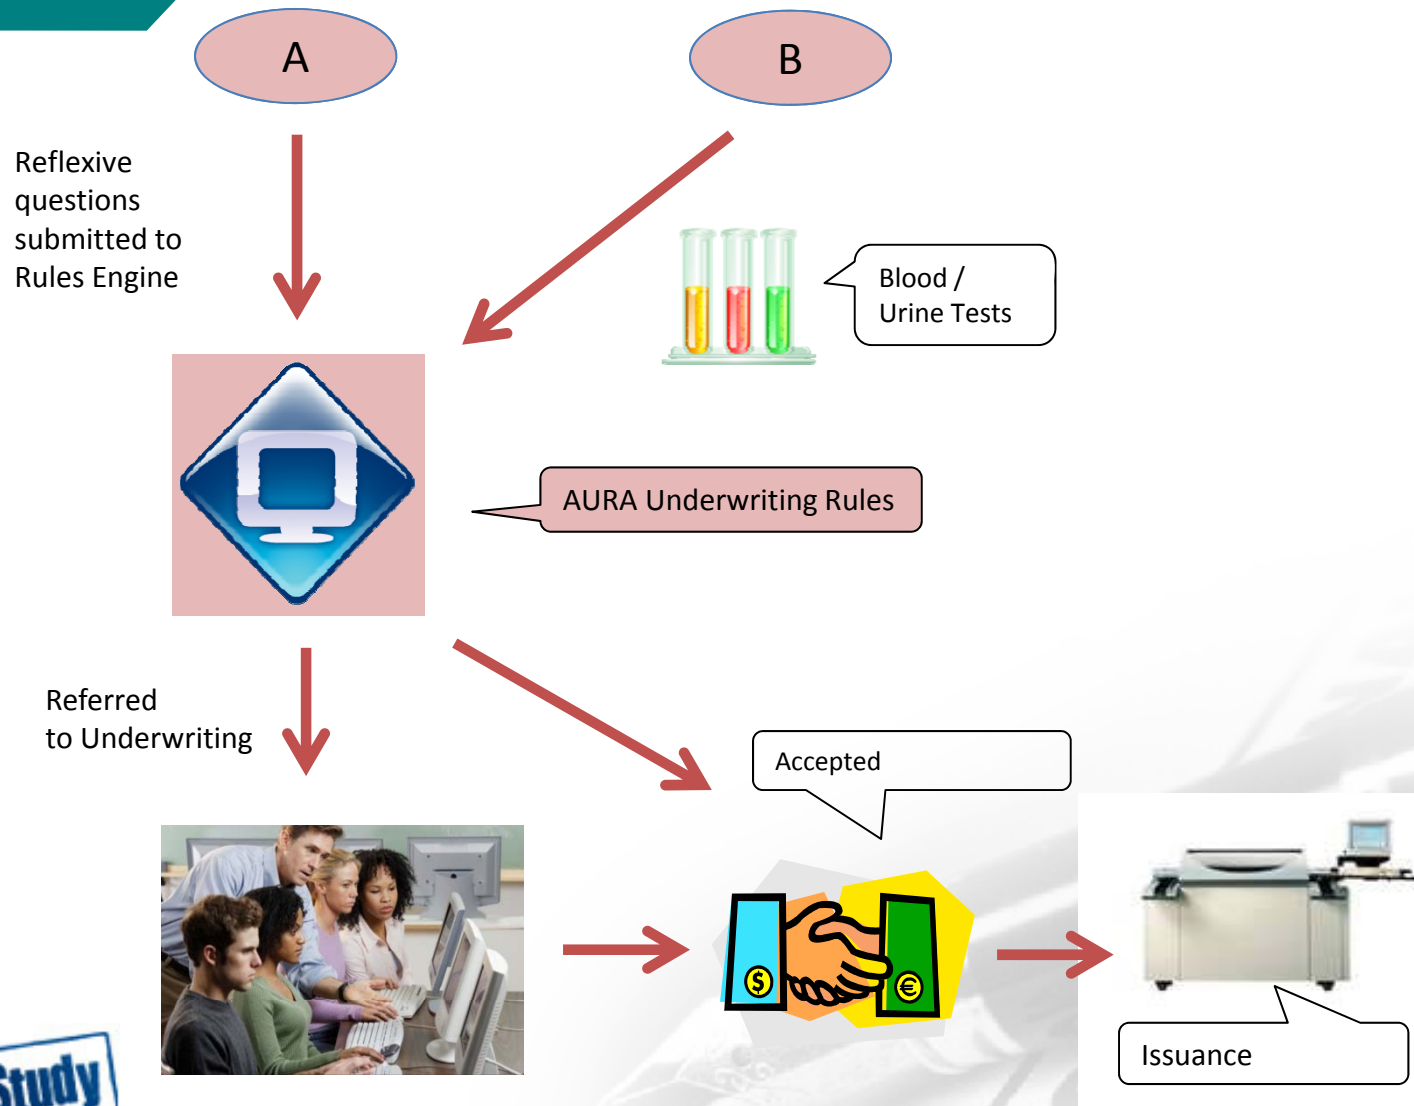 A
B
Reflexive
questions
submitted to
Rules Engine
Blood /
Urine Tests
AURA Underwriting Rules
Referred
to Underwriting
Accepted
$
€
Issuance
Study